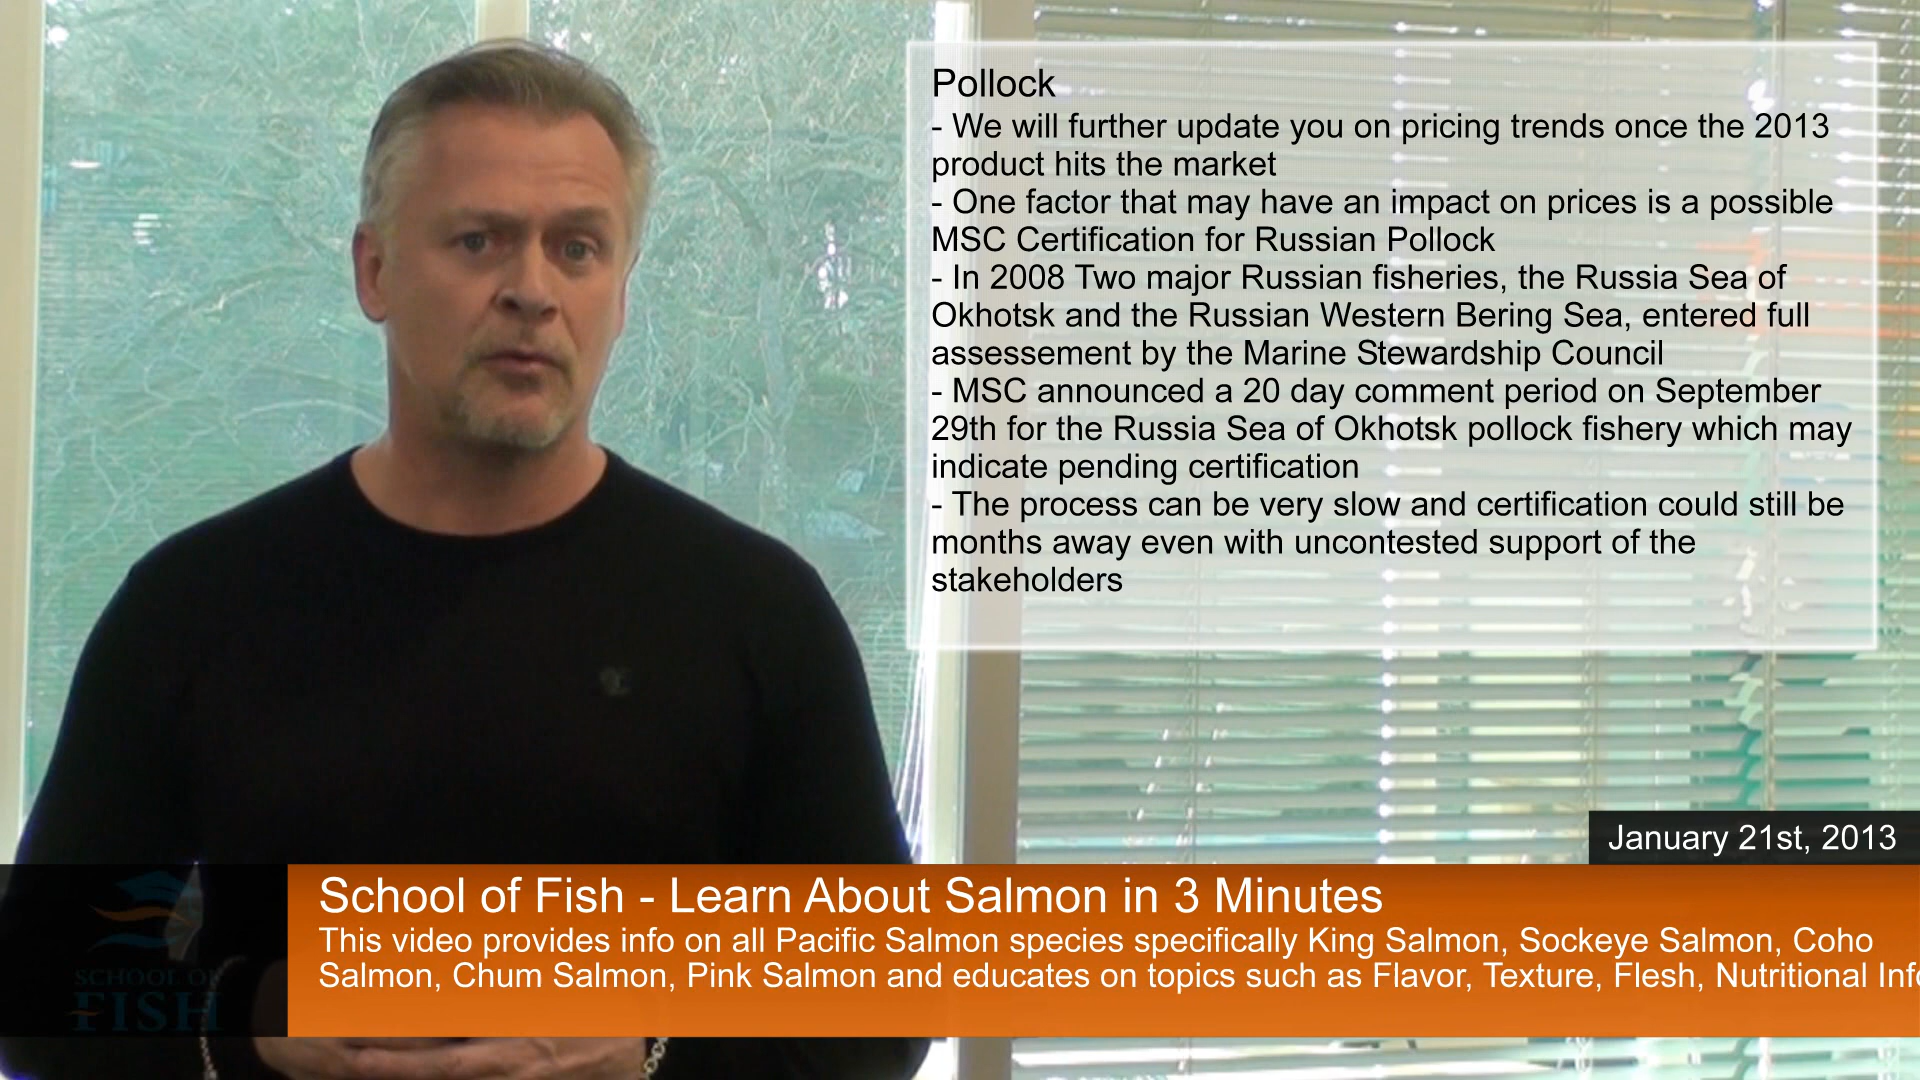 Pollock
- We will further update you on pricing trends once the 2013
product hits the market
- One factor that may have an impact on prices is a possible
MSC Certification for Russian Pollock
- In 2008 Two major Russian fisheries, the Russia Sea of
Okhotsk and the Russian Western Bering Sea, entered full
assessement by the Marine Stewardship Council
- MSC announced a 20 day comment period on September
29th for the Russia Sea of Okhotsk pollock fishery which may
indicate pending certification
- The process can be very slow and certification could still be
months away even with uncontested support of the
stakeholders
January 21st, 2013
School of Fish - Learn About Salmon in 3 Minutes
This video provides info on all Pacific Salmon species specifically King Salmon, Sockeye Salmon, Coho
Salmon, Chum Salmon, Pink Salmon and educates on topics such as Flavor, Texture, Flesh, Nutritional Info
SCHOOL OF
FISH